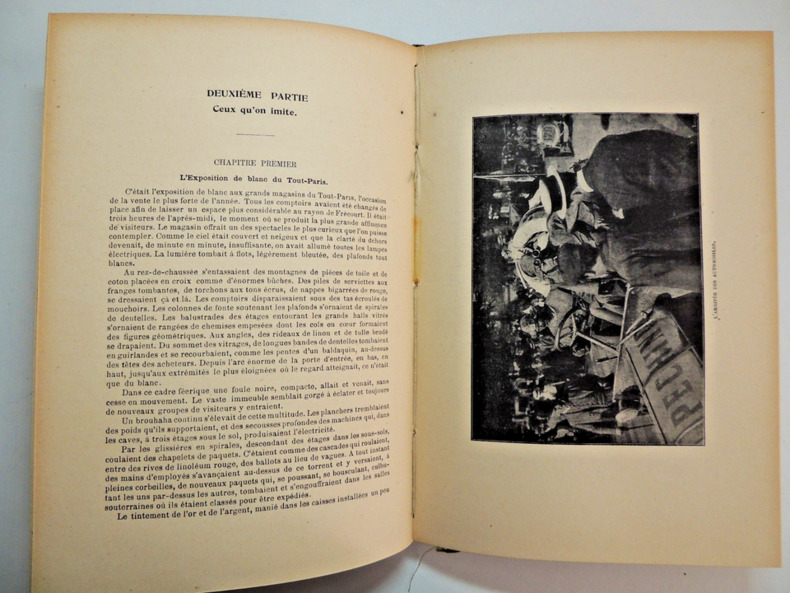 DEUXIÈME PARTIE
Ceux qu'on imite.
CHAPITRE PREMIER
L'Exposition de blanc du Tout-Paris.
C'était l'exposition de blanc aux grands magasins du Tout-Paris, l'occasion
de la vente la plus forte de l'année. Tous les comptoirs avaient été changés de
place afin de laisser un espace plus considérable au rayon de Frécourt. Il était
trois heures de l'après-midi, le moment où se produit la plus grande affluence
de visiteurs. Le magasin offrait un des spectacles le plus curieux que l'on puisse
contempler. Comme le ciel était couvert et neigeux et que la clarté du dehors
devenait, de minute en minute, insuffisante, on avait allumé toutes les lampes
électriques. La lumière tombait à flots, légèrement bleutée, des plafonds tout
blancs.
Au rez-de-chaussée s'entassaient des montagnes de pièces de toile et de
coton placées en croix comme d'énormes bûches. Des piles de serviettes aux
franges tombantes, de torchons aux tons écrus, de nappes bigarrées de rouge,
se dressaient çà et là. Les comptoirs disparaissaient sous des tas écroulés de
mouchoirs. Les colonnes de fonte soutenant les plafonds s'ornaient de spirales
de dentelles. Les balustrades des étages entourant les grands halls vitrés
s'ornaient de rangées de chemises empesées dont les cols en cœur formaient
des figures géométriques. Aux angles, des rideaux de linon et de tulle brodé
se drapaient. Du sommet des vitrages, de longues bandes de dentelles tombaient
en guirlandes et se recourbaient, comme les pentes d'un baldaquin, au-dessus
des têtes des acheteurs. Depuis l'arc énorme de la porte d'entrée, en bas, en
haut, jusqu'aux extrémités le plus éloignées où le regard atteignait, on n'était
que du blanc.
Dans ce cadre féerique une foule noire, compacte, allait et venait, sans
cesse en mouvement. Le vaste immeuble semblait gorgé à éclater et toujours
de nouveaux groupes de visiteurs y entraient.
Un brouhaha continu s'élevait de cette multitude. Les planchers tremblaient
des poids qu'ils supportaient, et des secousses profondes des machines qui, dans
les caves, à trois étages sous le sol, produisaient l'électricité.
Par les glissières en spirales, descendant des étages dans les sous-sols,
coulaient des chapelets de paquets. C'étaient comme des cascades qui roulaient,
entre des rives de linoléum rouge, des ballots au lieu de vagues. A tout instant
des mains d'employés s'avançaient au-dessus de ce torrent et y versaient, à
pleines corbeilles, de nouveaux paquets qui, se poussant, se bousculant, culbu-
tant les uns par-dessus les autres, tombaient et s'engouffraient dans les salles
souterraines où ils étaient classés pour être expédiés.
Le tintement de l'or et de l'argent, manié dans les caisses installées un peu
PREMIN
L'ARRIVÉE DES AUTOMOBILES.